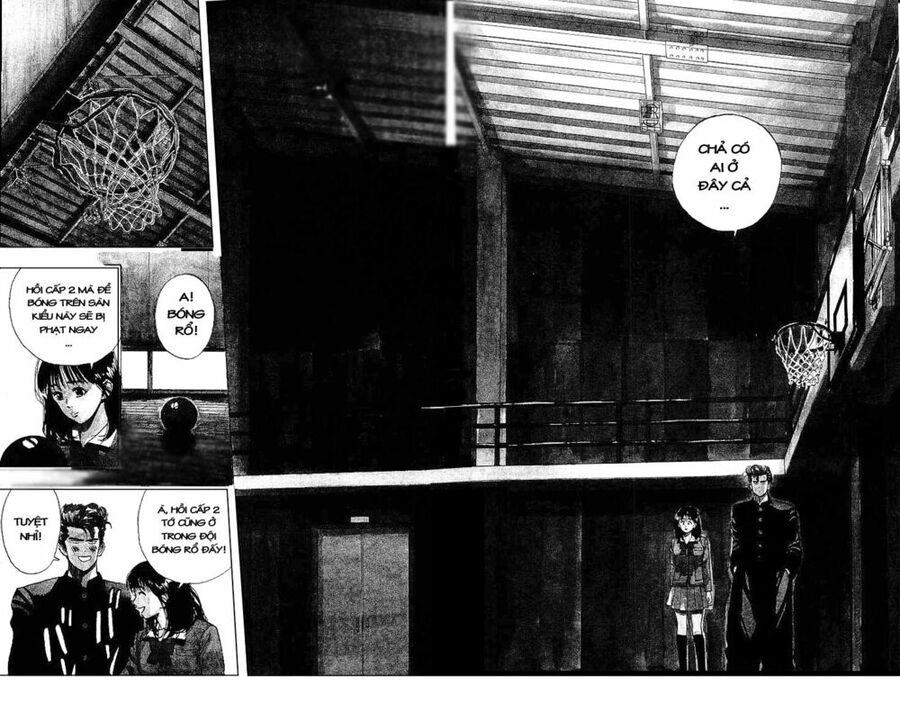 CHẢ CÓ
AI Ở
ĐÂY CẢ
...
A!
BÓNG
RỔ!
HỒI CẤP 2 MÀ ĐỂ
BÓNG TRÊN SÂN
KIỂU NÀY SẼ BỊ
PHẠT NGAY
...
Á, HỒI CẤP 2
TỚ CŨNG Ở
TRONG ĐỘI
BÓNG RỔ ĐẤY!
TUYỆT
NHỈ!